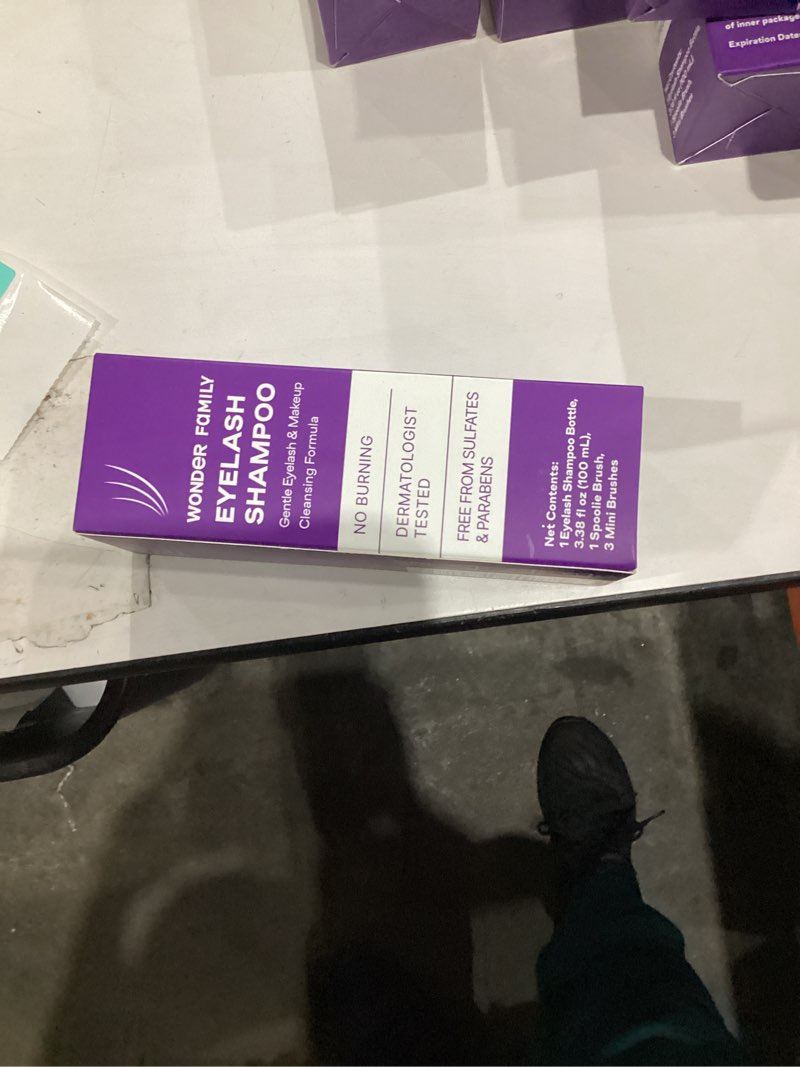 WONDER FAMILY
EYELASH
SHAMPOO
Gentle Eyelash & Makeup
Cleansing Formula
NO BURNING
DERMATOLOGIST
TESTED
FREE FROM SULFATES
& PARABENS
Net Contents:
1 Eyelash Shampoo Bottle,
3.38 fl oz (100 mL),
1 Spoolie Brush,
3 Mini Brushes
of inner package
Expiration Date